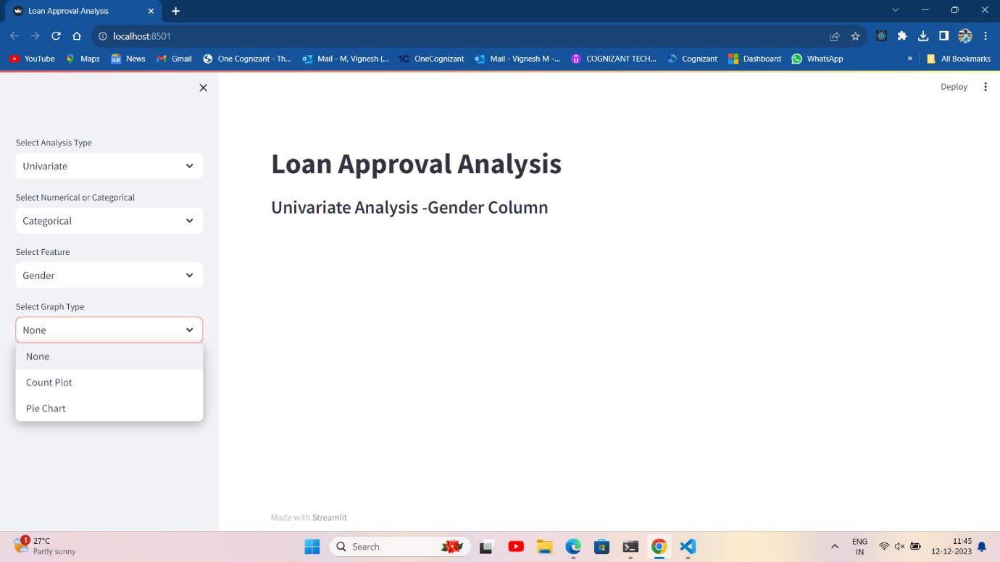 Loan Approval Analysis
localhost:8501
YouTube
Maps
News
Gmail
One Cognizant - Th...
Mail - M, Vignesh (...
1C OneCognizant
Mail - Vignesh M -...
COGNIZANT TECH...
Cognizant
Dashboard
WhatsApp
»
All Bookmarks
Deploy
Select Analysis Type
Univariate
Select Numerical or Categorical
Categorical
Select Feature
Gender
Select Graph Type
None
None
Count Plot
Pie Chart
Loan Approval Analysis
Univariate Analysis -Gender Column
Made with Streamlit
1
27°C
Partly sunny
Search
ENG
IN
11:45
12-12-2023